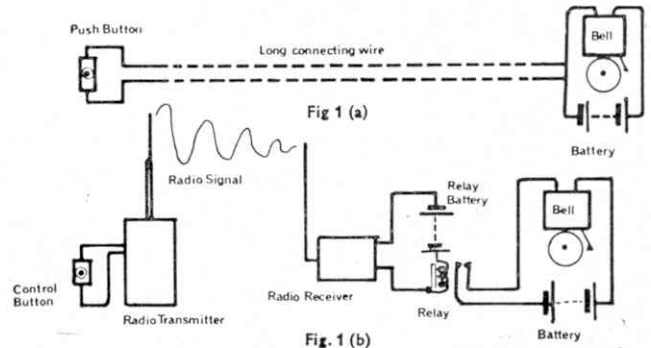 Push Button
Long connecting wire
Bell
Fig 1 (a)
Battery
Radio Signal
Relay
Battery
Bell
Control
Button
Radio Transmitter
Radio Receiver
Relay
Battery
Fig. 1 (b)